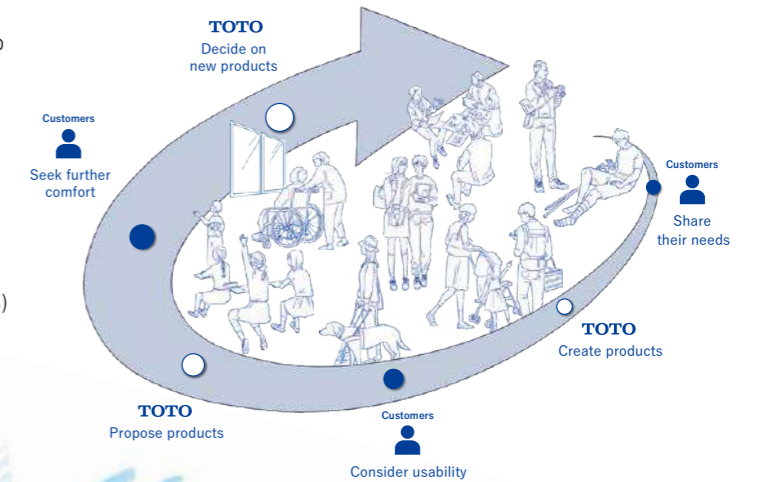 TOTO
Decide on
new products
Customers
Seek further
comfort
Customers
Share
their needs
)
TOTO
Create products
TOTO
Propose products
Customers
Consider usability